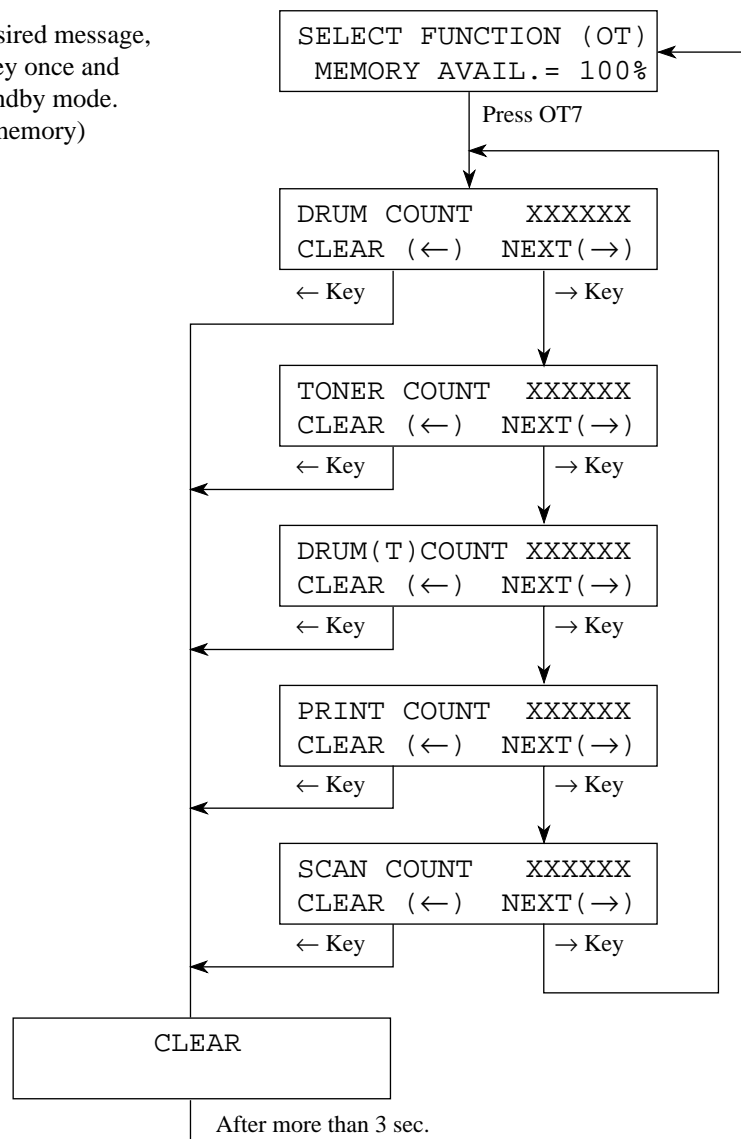 sired message,
ey once and
ndby mode.
memory)
SELECT FUNCTION (OT)
MEMORY AVAIL.= 100%
Press OT7
DRUM COUNT XXXXXX
CLEAR (←) NEXT(→)
← Key → Key
TONER COUNT XXXXXX
CLEAR (←) NEXT(→)
← Key → Key
DRUM(T)COUNT XXXXXX
CLEAR (←) NEXT(→)
← Key → Key
PRINT COUNT XXXXXX
CLEAR (←) NEXT(→)
← Key → Key
SCAN COUNT XXXXXX
CLEAR (←) NEXT(→)
← Key → Key
CLEAR
After more than 3 sec.